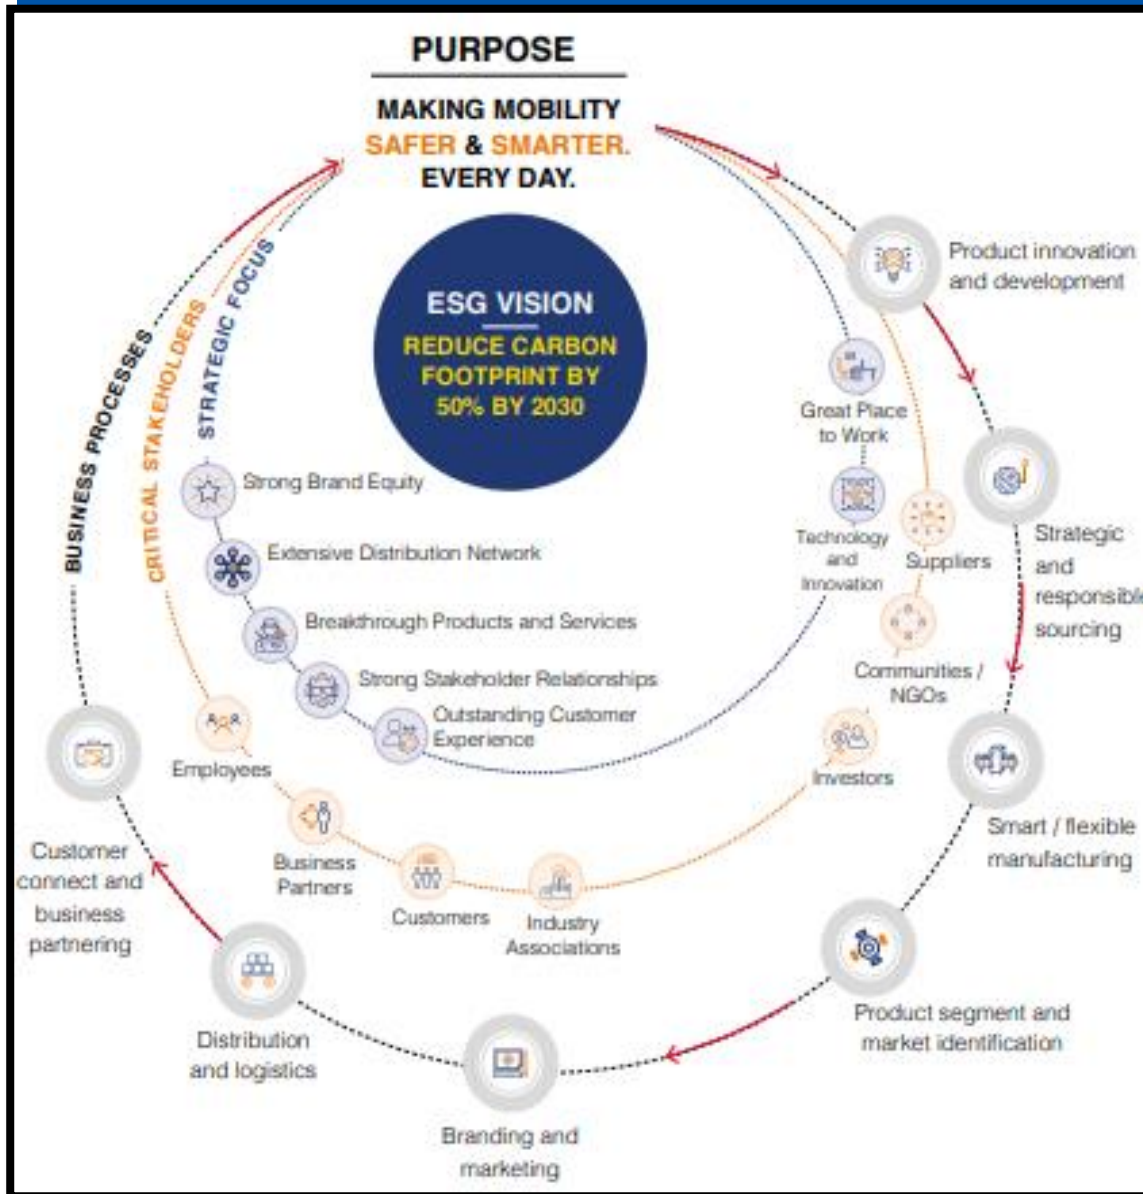 PURPOSE
MAKING MOBILITY
SAFER & SMARTER.
EVERY DAY.
ESG VISION
REDUCE CARBON
FOOTPRINT BY
50% BY 2030
BUSINESS PROCESSES
CRITICAL STAKEHOLDERS
STRATEGIC FOCUS
Product innovation
and development
Strategic
and
responsible
sourcing
Smart / flexible
manufacturing
Product segment and
market identification
Branding and
marketing
Distribution
and logistics
Customer
connect and
business
partnering
Suppliers
Communities /
NGOs
Investors
Industry
Associations
Customers
Business
Partners
Employees
Great Place
to Work
Technology
and
Innovation
Outstanding Customer
Experience
Strong Stakeholder Relationships
Breakthrough Products and Services
Extensive Distribution Network
Strong Brand Equity